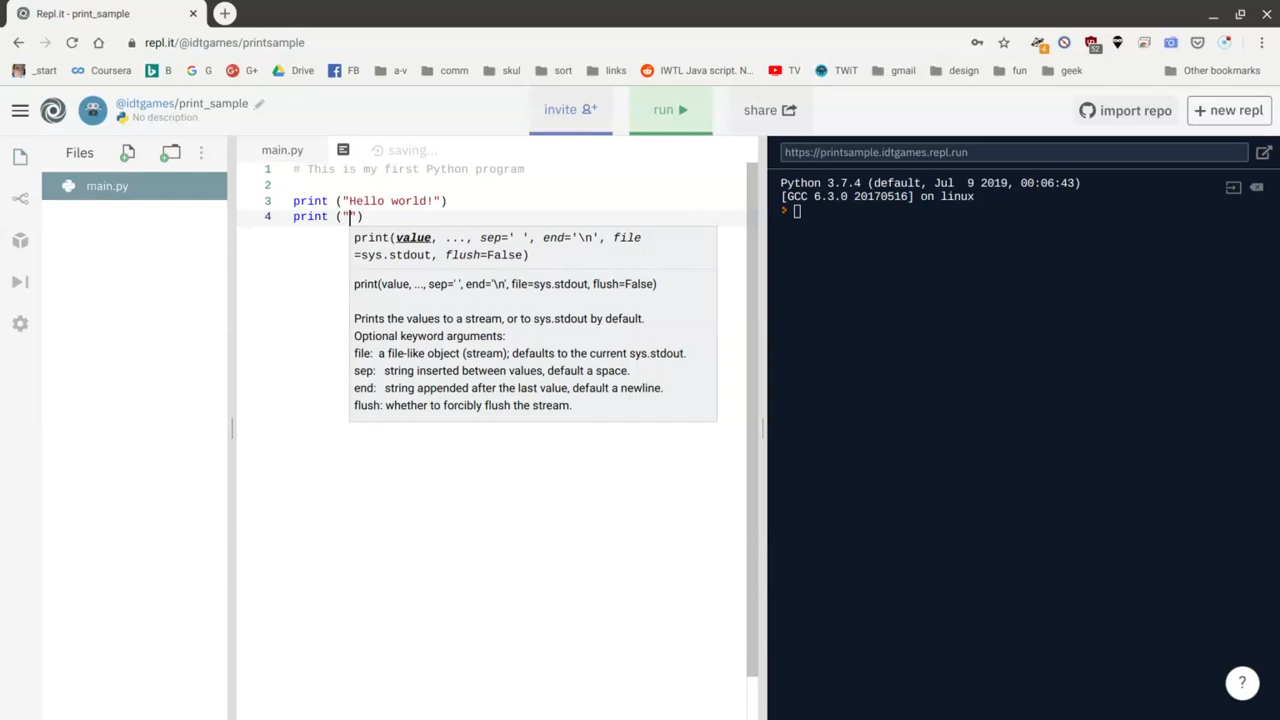 Repl.it - print_sample
repl.it/@idtgames/printsample
4
52
_start Coursera B G G+ Drive FB a-v comm skul sort links IWTL Java script. N... TV TWiT gmail design fun geek Other bookmarks
@idtgames/print_sample
No description
invite
run
share
import repo
+ new repl
Files
main.py
main.py
saving...
https://printsample.idtgames.repl.run
1 # This is my first Python program
2
3 print ("Hello world!")
4 print ("")
print(value, ..., sep=' ', end='\n', file
=sys.stdout, flush=False)
print(value, ..., sep=' ', end='\n', file=sys.stdout, flush=False)
Prints the values to a stream, or to sys.stdout by default.
Optional keyword arguments:
file: a file-like object (stream); defaults to the current sys.stdout.
sep: string inserted between values, default a space.
end: string appended after the last value, default a newline.
flush: whether to forcibly flush the stream.
Python 3.7.4 (default, Jul 9 2019, 00:06:43)
[GCC 6.3.0 20170516] on linux
?